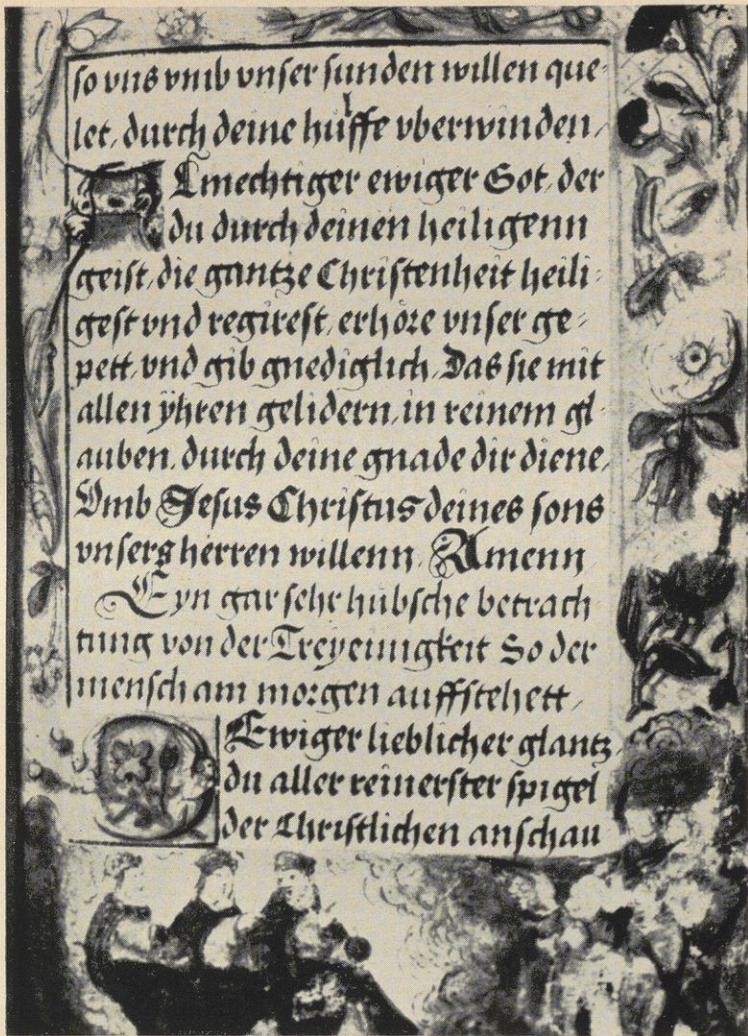 so vns vmb vnser sunden willen que-
let, durch deine hulffe vberwinden,
Almechtiger ewiger Got, der
du durch deinen heiligenn
geist, die gantze Christenheit heili-
gest vnd regirest, erhöre vnser ge-
pett, vnd gib gnediglich, Das sie mit
allen ÿhren gelidern, in reinem gl-
auben, durch deine gnade dir diene,
Vmb Jesus Christus deines sons
vnsers herren willenn, Amenn
Eyn gar sehr hubsche betrach
tung von der Treyeinigkeit So der
mensch am morgen auffstehett,
O Ewiger lieblicher glantz,
du aller reinerster spigel
der Christlichen anschau